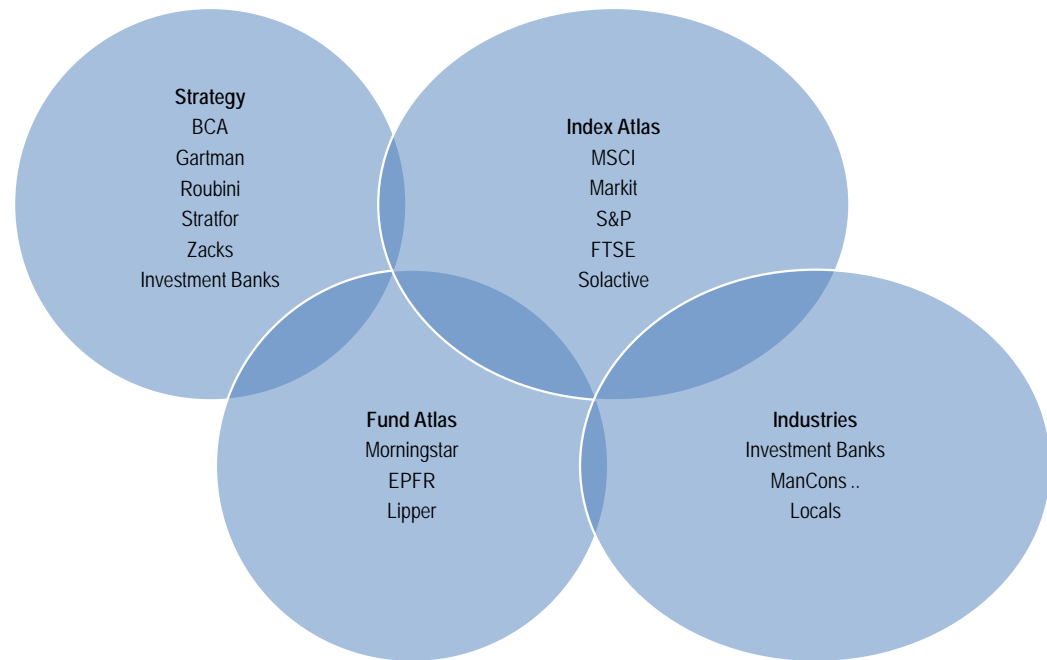 Strategy
BCA
Gartman
Roubini
Stratfor
Zacks
Investment Banks
Index Atlas
MSCI
Markit
S&P
FTSE
Solactive
Fund Atlas
Morningstar
EPFR
Lipper
Industries
Investment Banks
ManCons ..
Locals